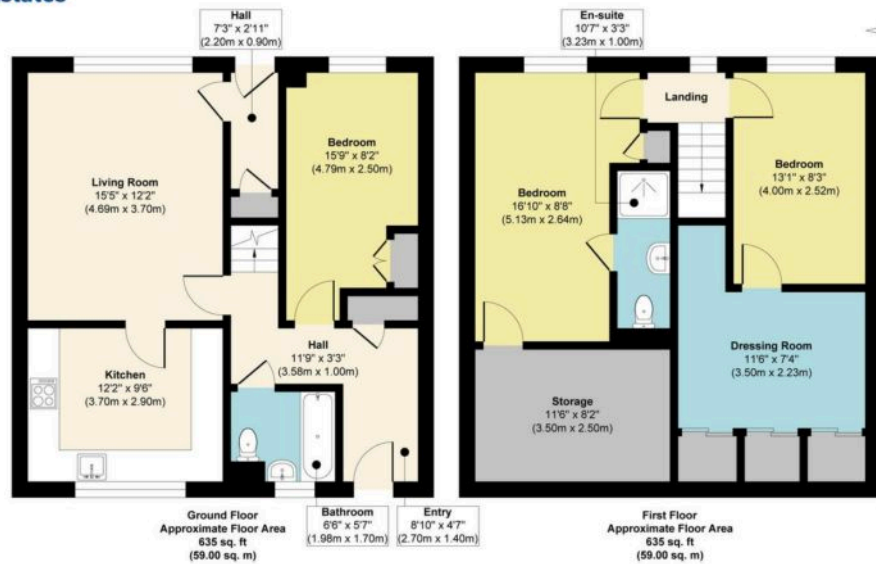 Hall
7'3" x 2'11"
(2.20m x 0.90m)
En-suite
10'7" x 3'3"
(3.23m x 1.00m)
Landing
Bedroom
15'9" x 8'2"
(4.79m x 2.50m)
Living Room
15'5" x 12'2"
(4.69m x 3.70m)
Bedroom
16'10" x 8'8"
(5.13m x 2.64m)
Bedroom
13'1" x 8'3"
(4.00m x 2.52m)
Hall
11'9" x 3'3"
(3.58m x 1.00m)
Kitchen
12'2" x 9'6"
(3.70m x 2.90m)
Dressing Room
11'6" x 7'4"
(3.50m x 2.23m)
Storage
11'6" x 8'2"
(3.50m x 2.50m)
Bathroom
6'6" x 5'7"
(1.98m x 1.70m)
Entry
8'10" x 4'7"
(2.70m x 1.40m)
Ground Floor
Approximate Floor Area
635 sq. ft
(59.00 sq. m)
First Floor
Approximate Floor Area
635 sq. ft
(59.00 sq. m)